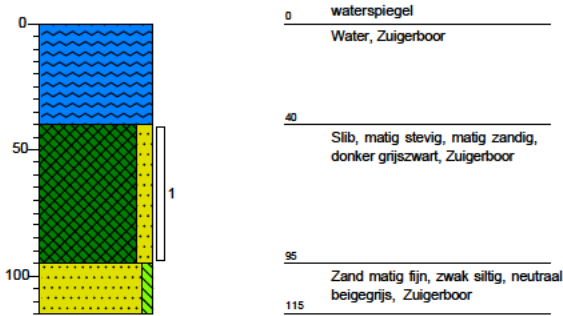 0
50
100
1
0 waterspiegel
Water, Zuigerboor
40
Slib, matig stevig, matig zandig,
donker grijszwart, Zuigerboor
95
Zand matig fijn, zwak siltig, neutraal
beigegrijs, Zuigerboor
115